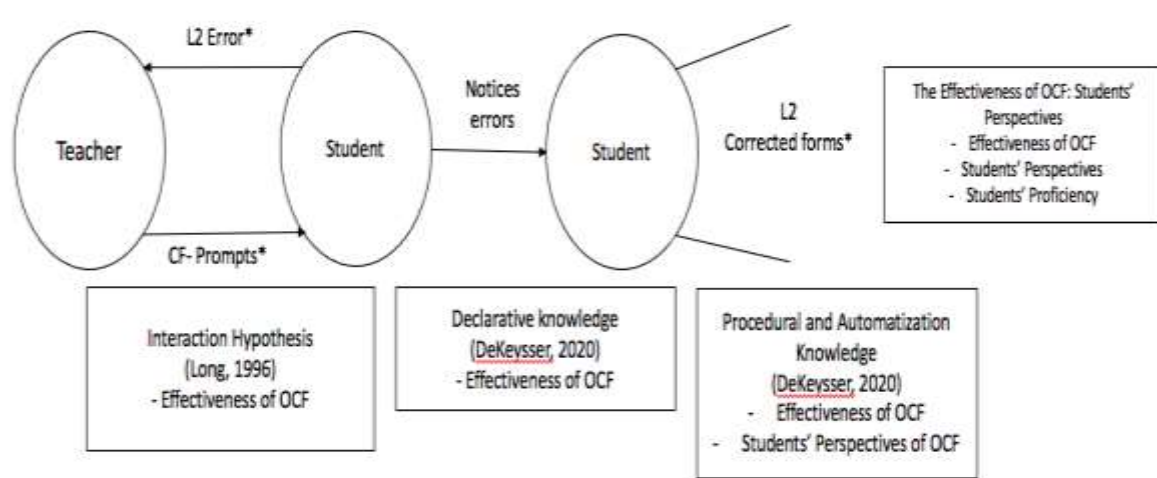 L2 Error*
Teacher
Student
CF- Prompts*
Notices
errors
Student
L2
Corrected forms*
The Effectiveness of OCF: Students'
Perspectives
- Effectiveness of OCF
- Students' Perspectives
- Students' Proficiency
Interaction Hypothesis
(Long, 1996)
- Effectiveness of OCF
Declarative knowledge
(DeKeysser, 2020)
- Effectiveness of OCF
Procedural and Automatization
Knowledge
(DeKeysser, 2020)
- Effectiveness of OCF
- Students' Perspectives of OCF